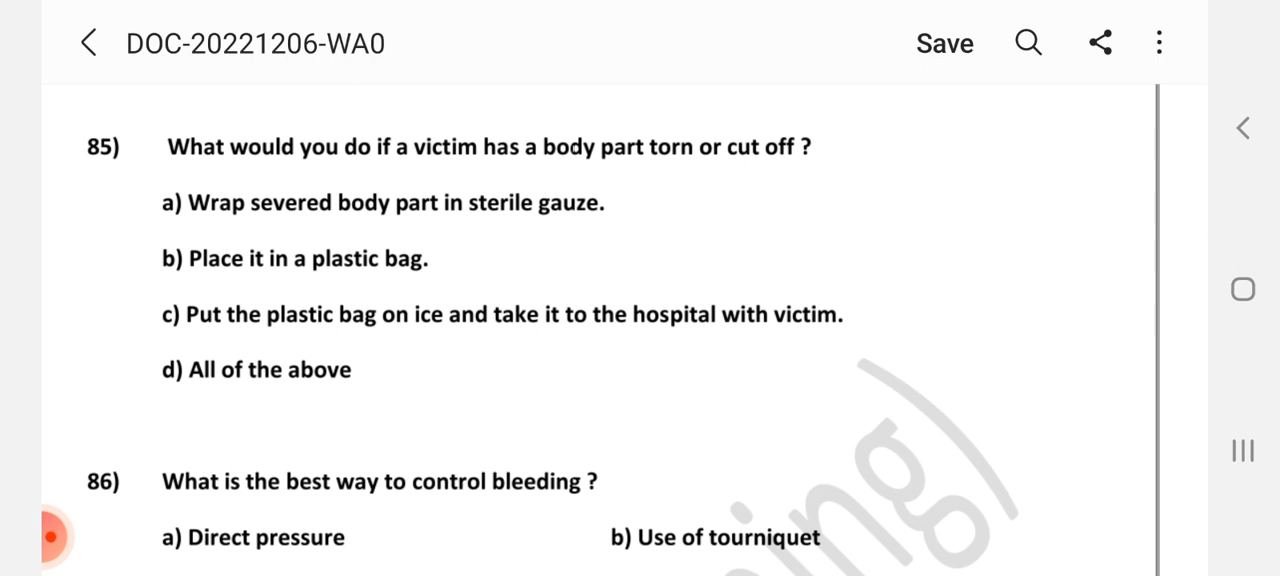 DOC-20221206-WA0
Save
85) What would you do if a victim has a body part torn or cut off ?
a) Wrap severed body part in sterile gauze.
b) Place it in a plastic bag.
c) Put the plastic bag on ice and take it to the hospital with victim.
d) All of the above
86) What is the best way to control bleeding ?
a) Direct pressure b) Use of tourniquet
ing)